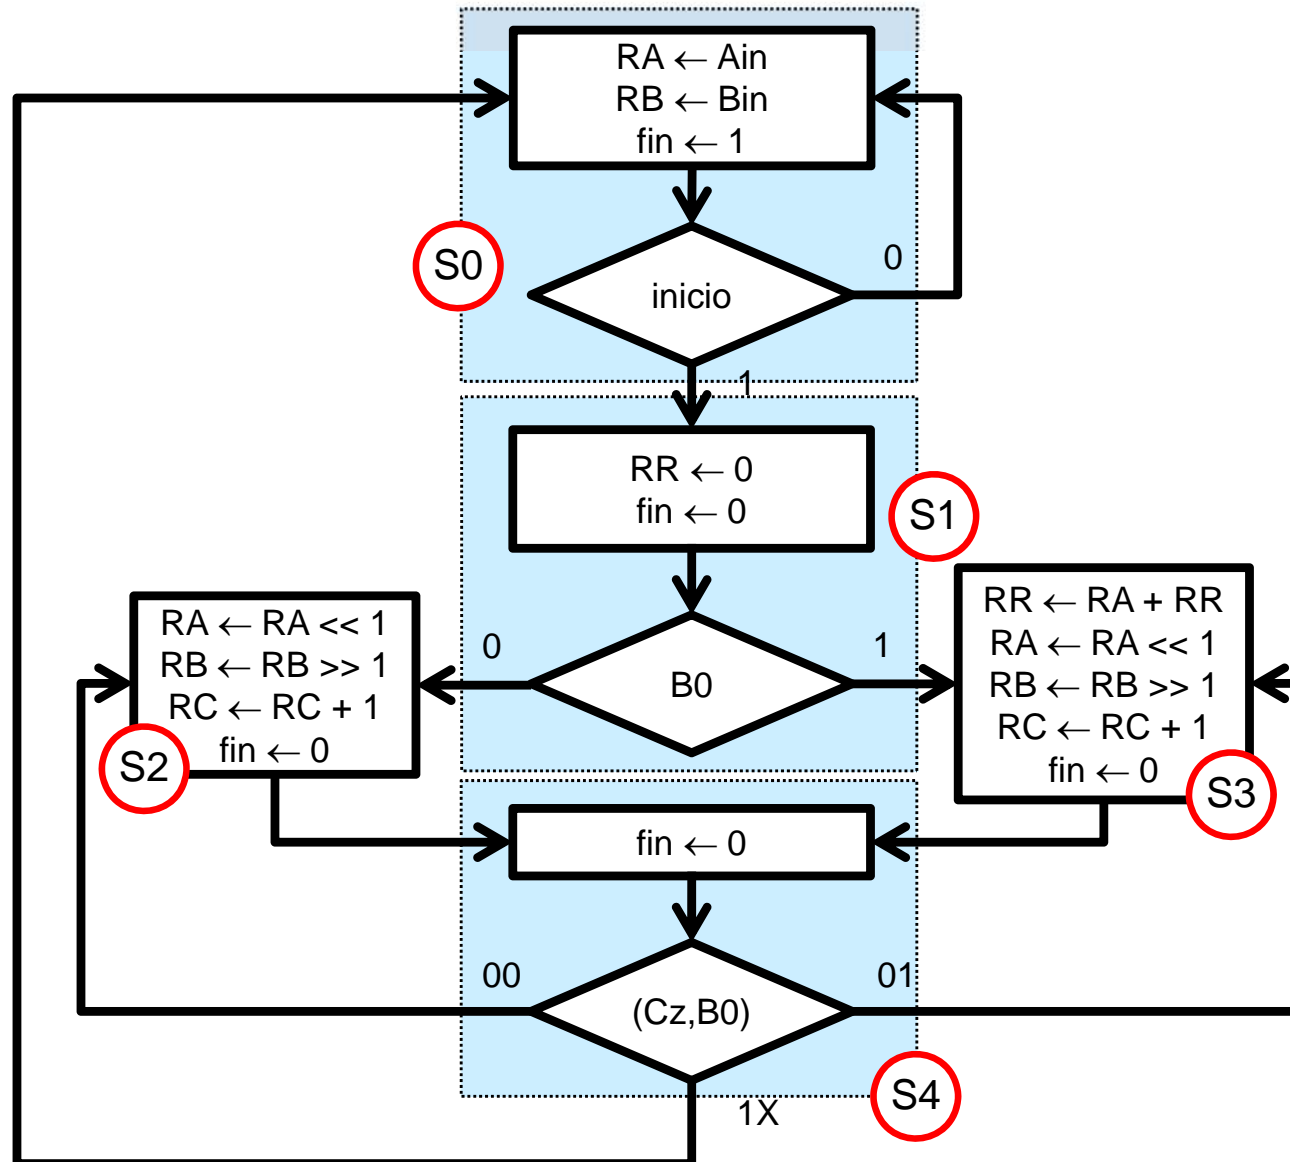 RA ← Ain
RB ← Bin
fin ← 1
S0
inicio
0
1
RR ← 0
fin ← 0
S1
B0
0
1
RA ← RA << 1
RB ← RB >> 1
RC ← RC + 1
fin ← 0
S2
RR ← RA + RR
RA ← RA << 1
RB ← RB >> 1
RC ← RC + 1
fin ← 0
S3
fin ← 0
00
01
(Cz,B0)
S4
1X